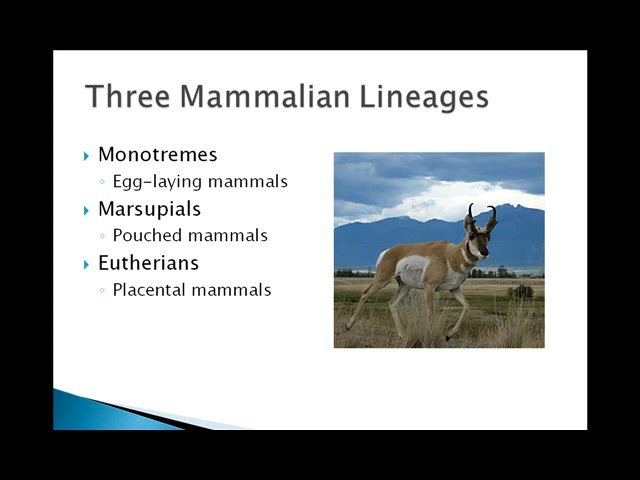 Three Mammalian Lineages
Monotremes
Egg-laying mammals
Marsupials
Pouched mammals
Eutherians
Placental mammals